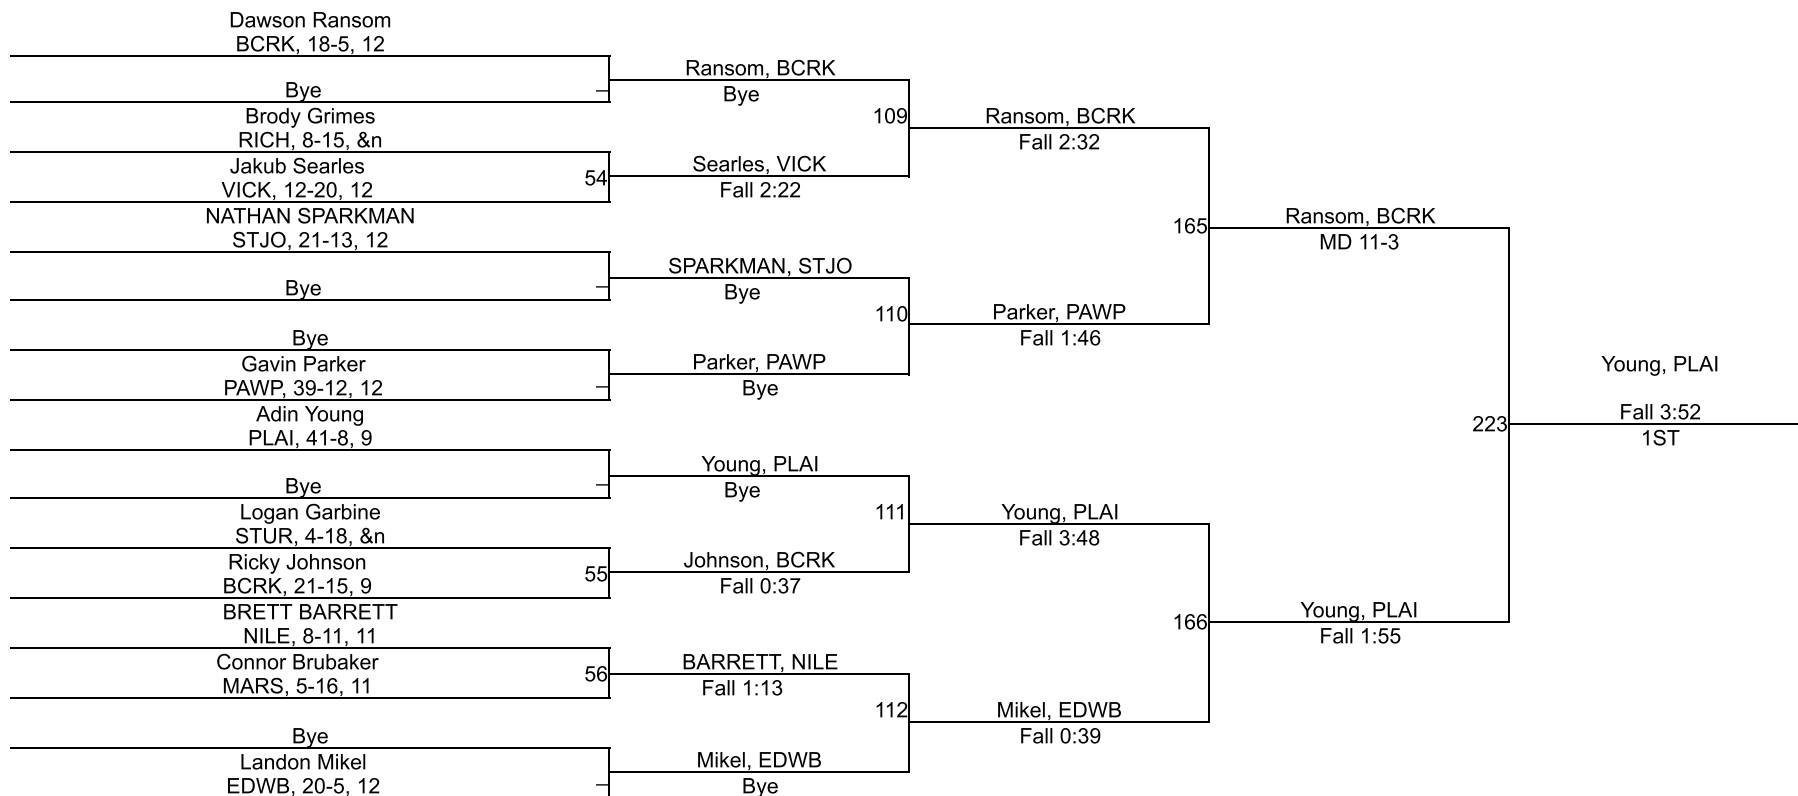 Dawson Ransom
BCRK, 18-5, 12
Bye
Brody Grimes
RICH, 8-15, &n
Jakub Searles
VICK, 12-20, 12
54
NATHAN SPARKMAN
STJO, 21-13, 12
Bye
Bye
Gavin Parker
PAWP, 39-12, 12
Adin Young
PLAI, 41-8, 9
Bye
Logan Garbine
STUR, 4-18, &n
Ricky Johnson
BCRK, 21-15, 9
55
BRETT BARRETT
NILE, 8-11, 11
Connor Brubaker
MARS, 5-16, 11
56
Bye
Landon Mikel
EDWB, 20-5, 12
Ransom, BCRK
Bye
109
Searles, VICK
Fall 2:22
SPARKMAN, STJO
Bye
110
Parker, PAWP
Bye
Young, PLAI
Bye
111
Johnson, BCRK
Fall 0:37
BARRETT, NILE
Fall 1:13
112
Mikel, EDWB
Bye
Ransom, BCRK
Fall 2:32
165
Parker, PAWP
Fall 1:46
Young, PLAI
Fall 3:48
166
Mikel, EDWB
Fall 0:39
Ransom, BCRK
MD 11-3
223
Young, PLAI
Fall 1:55
Young, PLAI
Fall 3:52
1ST